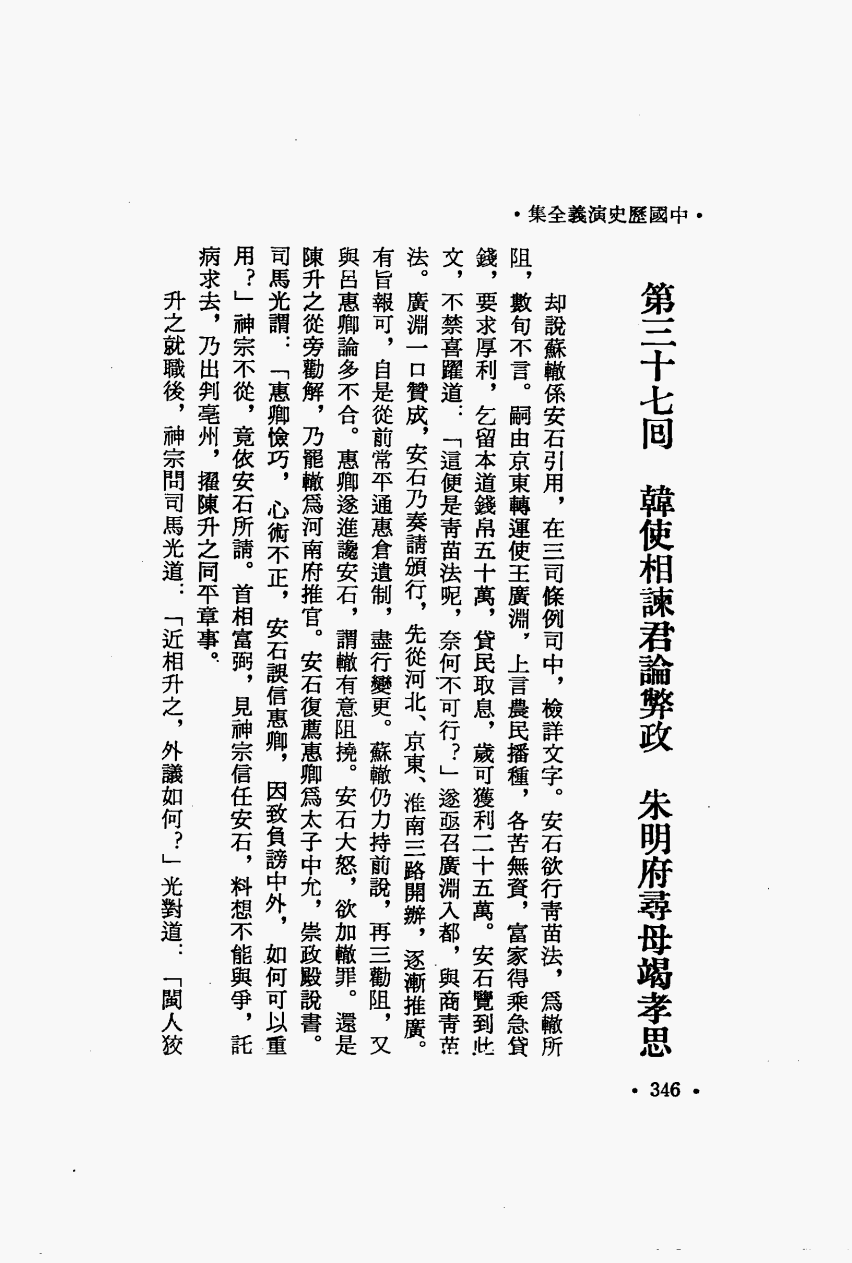 ·中國歷史演義全集·
第三十七回　韓使相諫君論弊政　朱明府尋母竭孝思
却說蘇轍係安石引用，在三司條例司中，檢詳文字。安石欲行靑苗法，爲轍所
阻，數句不言。嗣由京東轉運使王廣淵，上言農民播種，各苦無資，富家得乘急貸
錢，要求厚利，乞留本道錢帛五十萬，貸民取息，歲可獲利二十五萬。安石覽到此
文，不禁喜躍道：「這便是靑苗法呢，奈何不可行？」遂亟召廣淵入都，與商靑苗
法。廣淵一口贊成，安石乃奏請頒行，先從河北、京東、淮南三路開辦，逐漸推廣。
有旨報可，自是從前常平通惠倉遺制，盡行變更。蘇轍仍力持前說，再三勸阻，又
與呂惠卿論多不合。惠卿遂進讒安石，謂轍有意阻撓。安石大怒，欲加轍罪。還是
陳升之從旁勸解，乃罷轍爲河南府推官。安石復薦惠卿爲太子中允，崇政殿說書。
司馬光謂：「惠卿憸巧，心術不正，安石誤信惠卿，因致負謗中外，如何可以重
用？」神宗不從，竟依安石所請。首相富弼，見神宗信任安石，料想不能與爭，託
病求去，乃出判亳州，擢陳升之同平章事。
升之就職後，神宗問司馬光道：「近相升之，外議如何？」光對道：「閩人狡
·346·